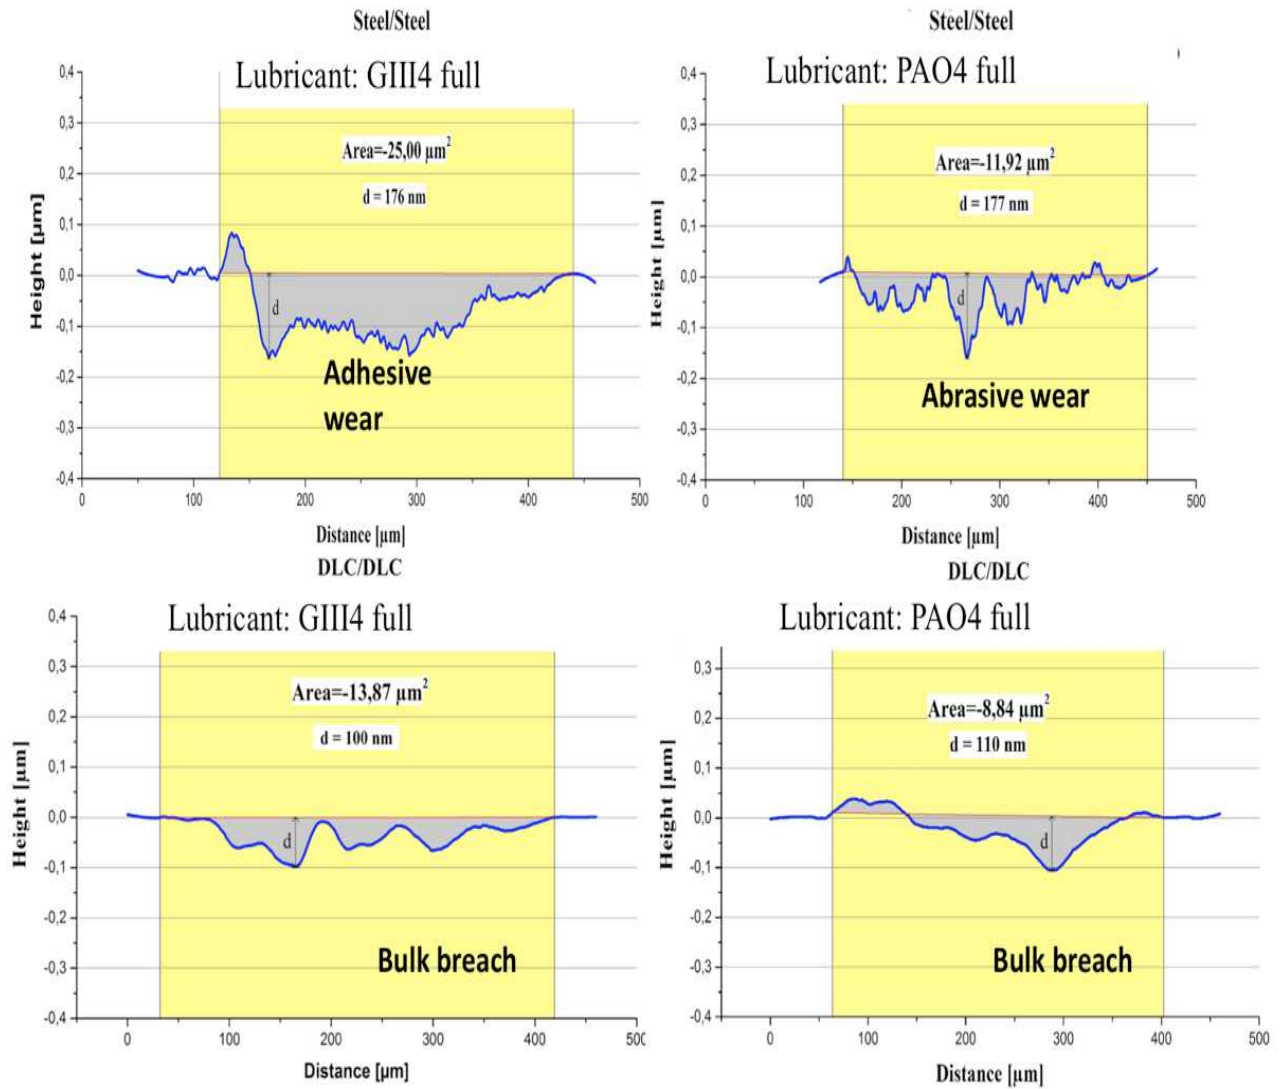 Steel/Steel
Lubricant: GIII4 full
0,4
0,3
0,2
0,1
0,0
-0,1
-0,2
-0,3
-0,4
Height [µm]
Area=-25,00 µm²
d = 176 nm
d
Adhesive
wear
0 100 200 300 400 500
Distance [µm]
Steel/Steel
Lubricant: PAO4 full
0,4
0,3
0,2
0,1
0,0
-0,1
-0,2
-0,3
-0,4
Height [µm]
Area=-11,92 µm²
d = 177 nm
d
Abrasive wear
0 100 200 300 400 500
Distance [µm]
DLC/DLC
Lubricant: GIII4 full
0,4
0,3
0,2
0,1
0,0
-0,1
-0,2
-0,3
-0,4
Height [µm]
Area=-13,87 µm²
d = 100 nm
d
Bulk breach
0 100 200 300 400 500
Distance [µm]
DLC/DLC
Lubricant: PAO4 full
0,3
0,2
0,1
0,0
-0,1
-0,2
-0,3
-0,4
Height [µm]
Area=-8,84 µm²
d = 110 nm
d
Bulk breach
0 100 200 300 400 500
Distance [µm]